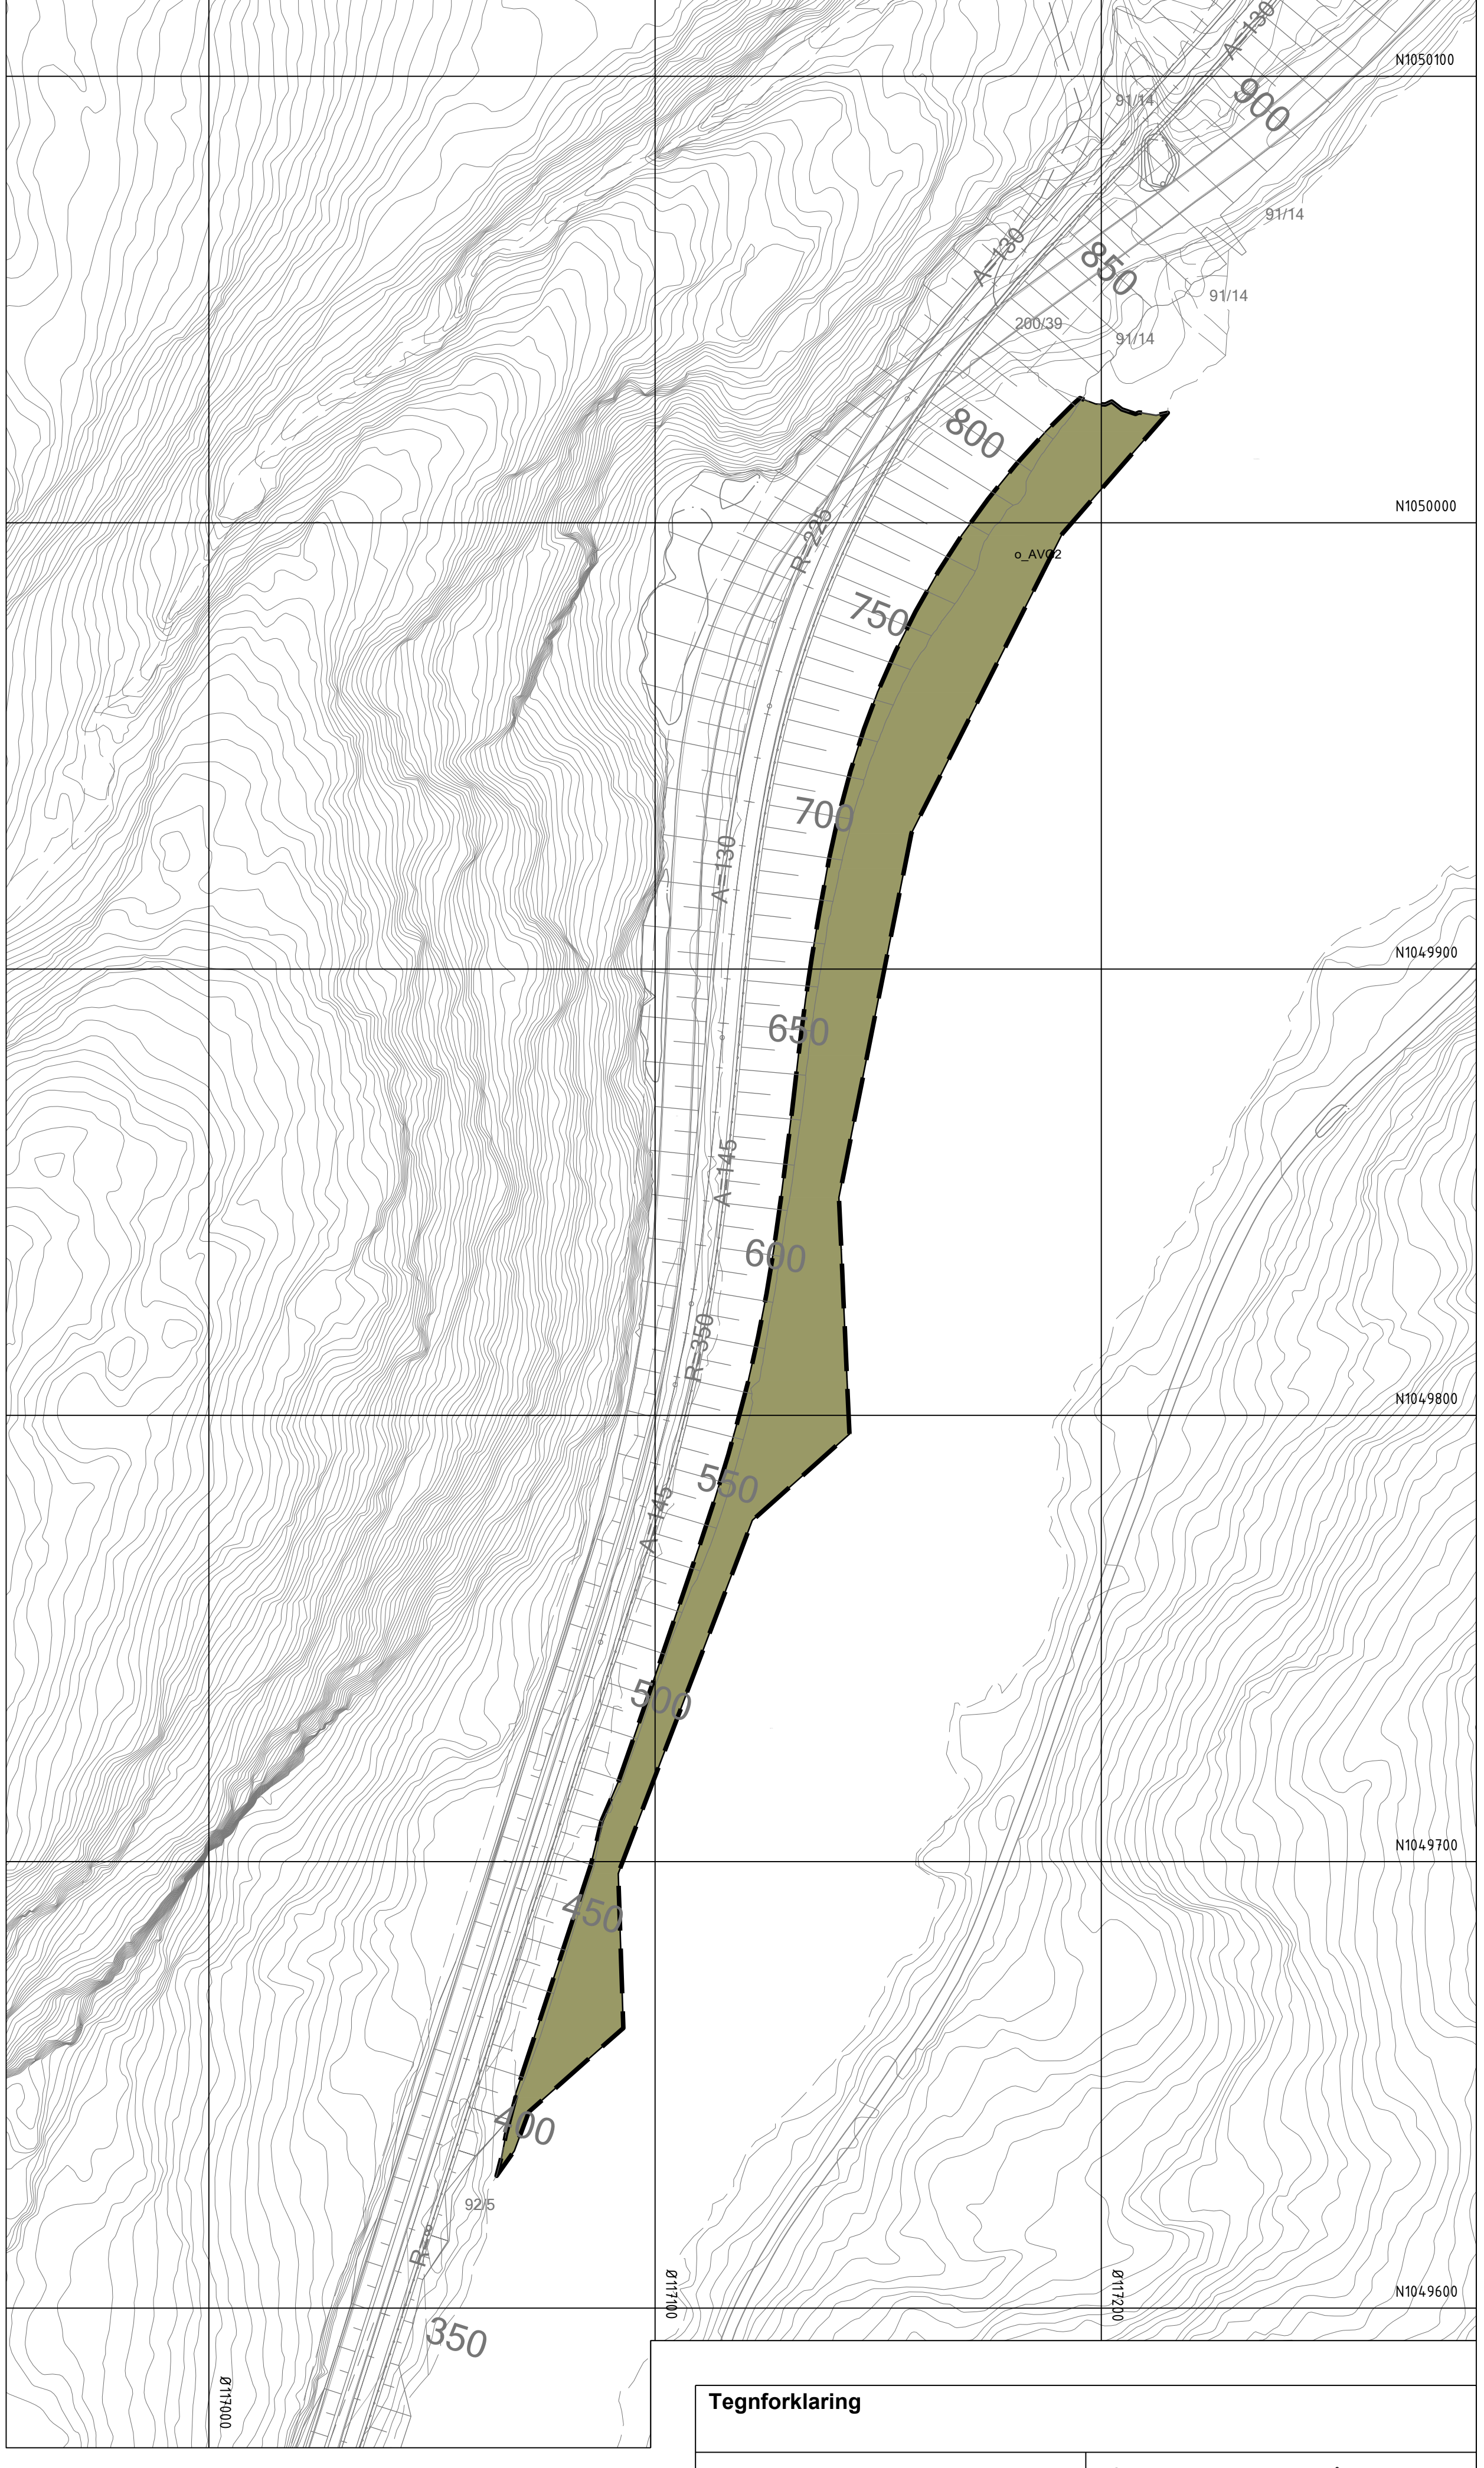 A=130
N1050100
900
91/14
91/14
A=130
850
91/14
200/39
91/14
800
N1050000
R=225
o_AVG2
750
700
A=130
N1049900
650
A=145
600
R=350
N1049800
550
A=145
500
N1049700
450
400
92/5
R=∞
Ø117100
Ø117200
N1049600
350
Ø117000
Tegnforklaring